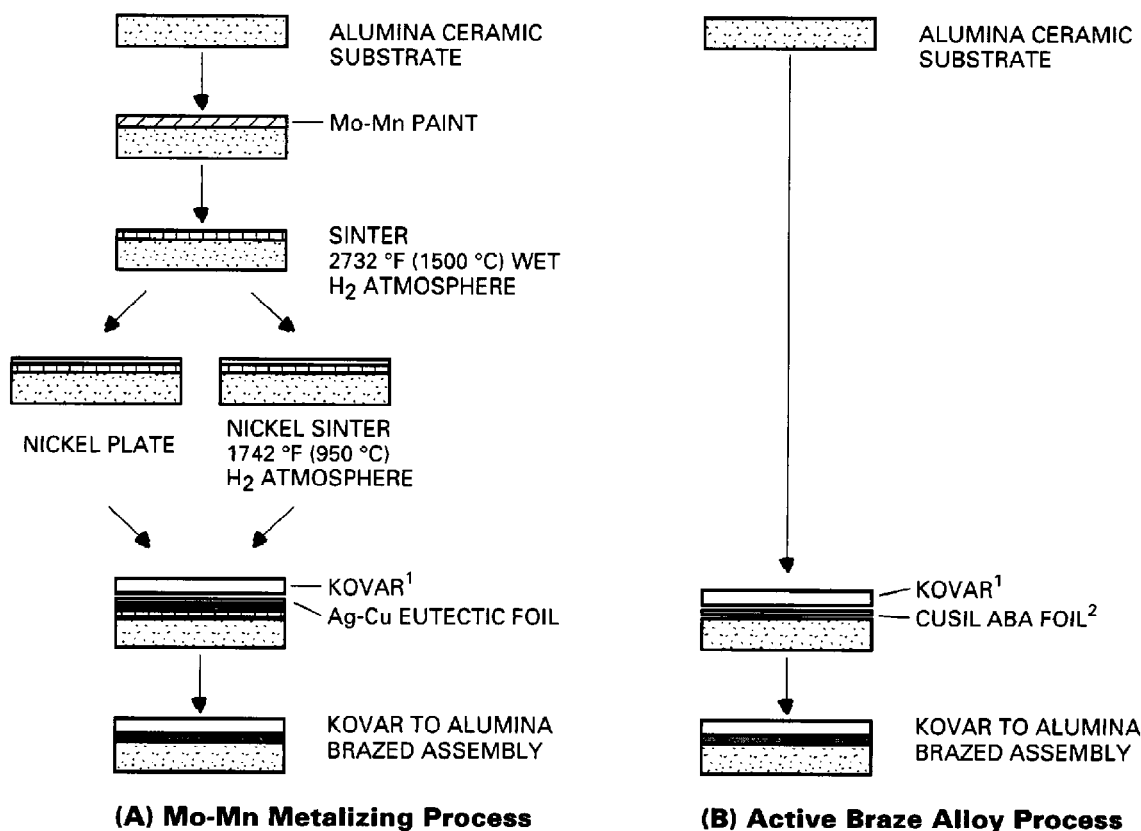 ALUMINA CERAMIC
SUBSTRATE
Mo-Mn PAINT
SINTER
2732 °F (1500 °C) WET
H2 ATMOSPHERE
NICKEL PLATE
NICKEL SINTER
1742 °F (950 °C)
H2 ATMOSPHERE
KOVAR1
Ag-Cu EUTECTIC FOIL
KOVAR TO ALUMINA
BRAZED ASSEMBLY
(A) Mo-Mn Metalizing Process
ALUMINA CERAMIC
SUBSTRATE
KOVAR1
CUSIL ABA FOIL2
KOVAR TO ALUMINA
BRAZED ASSEMBLY
(B) Active Braze Alloy Process